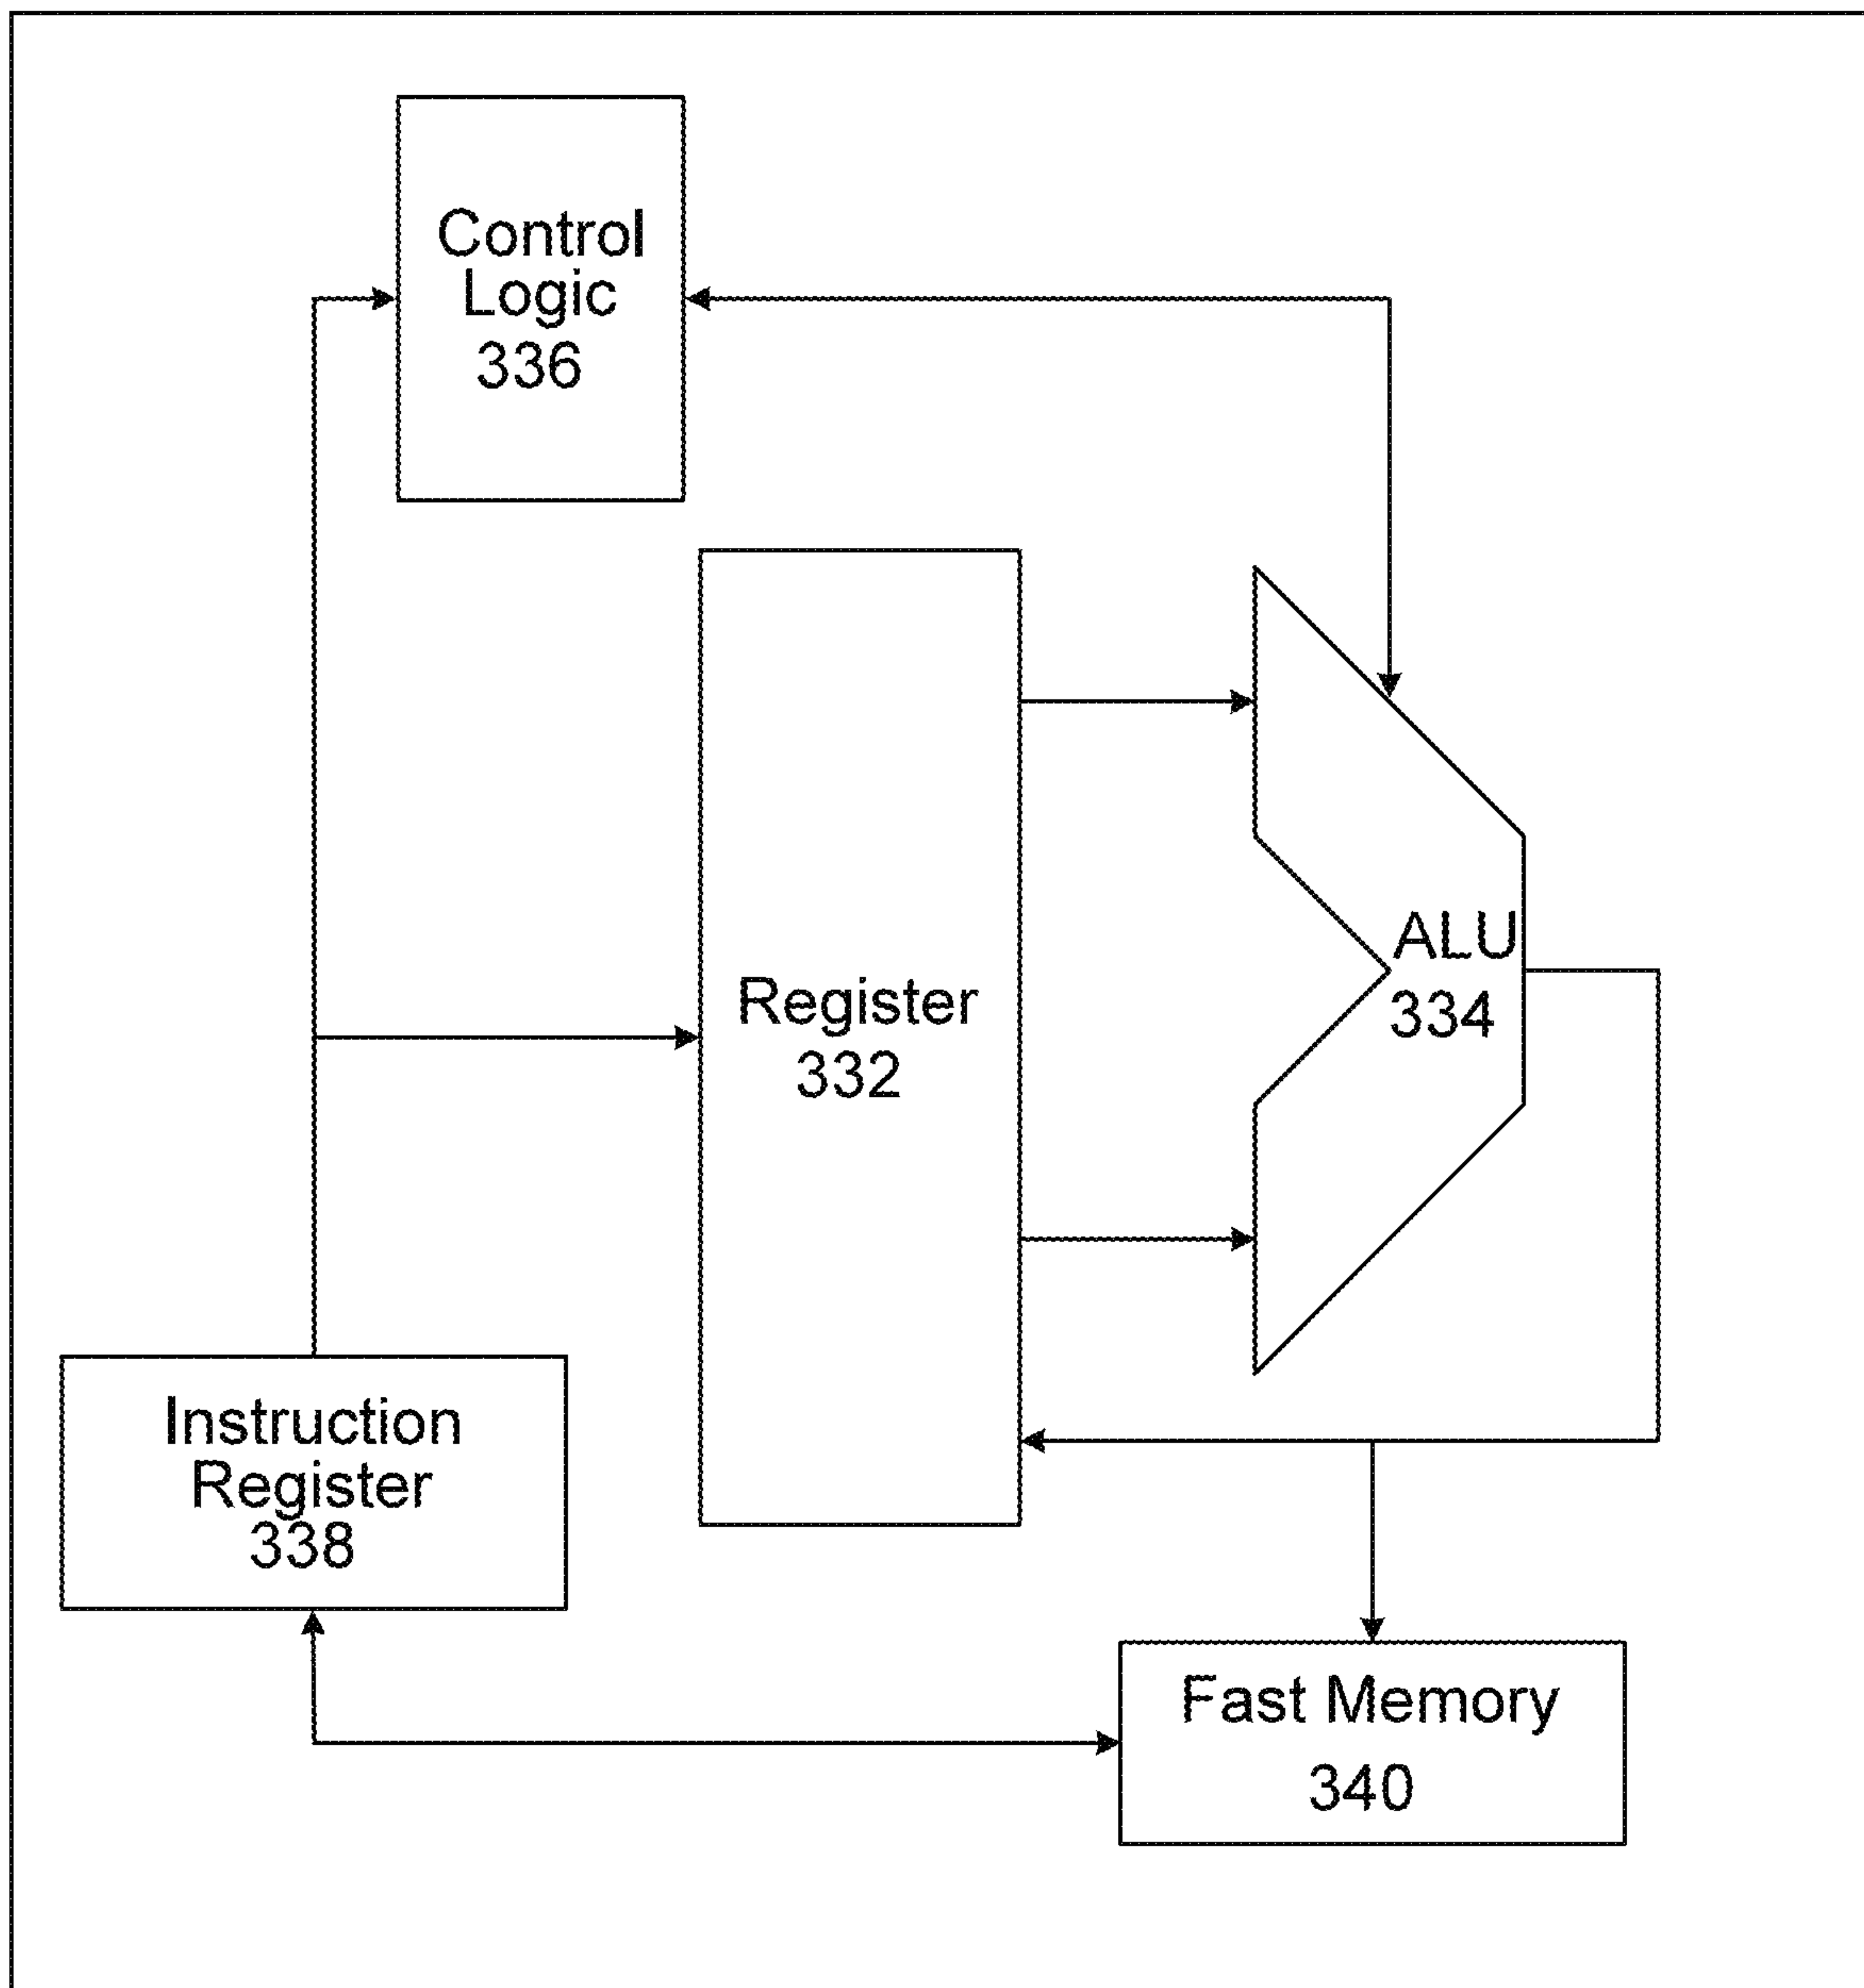 Control
Logic
336
Register
332
ALU
334
Instruction
Register
338
Fast Memory
340